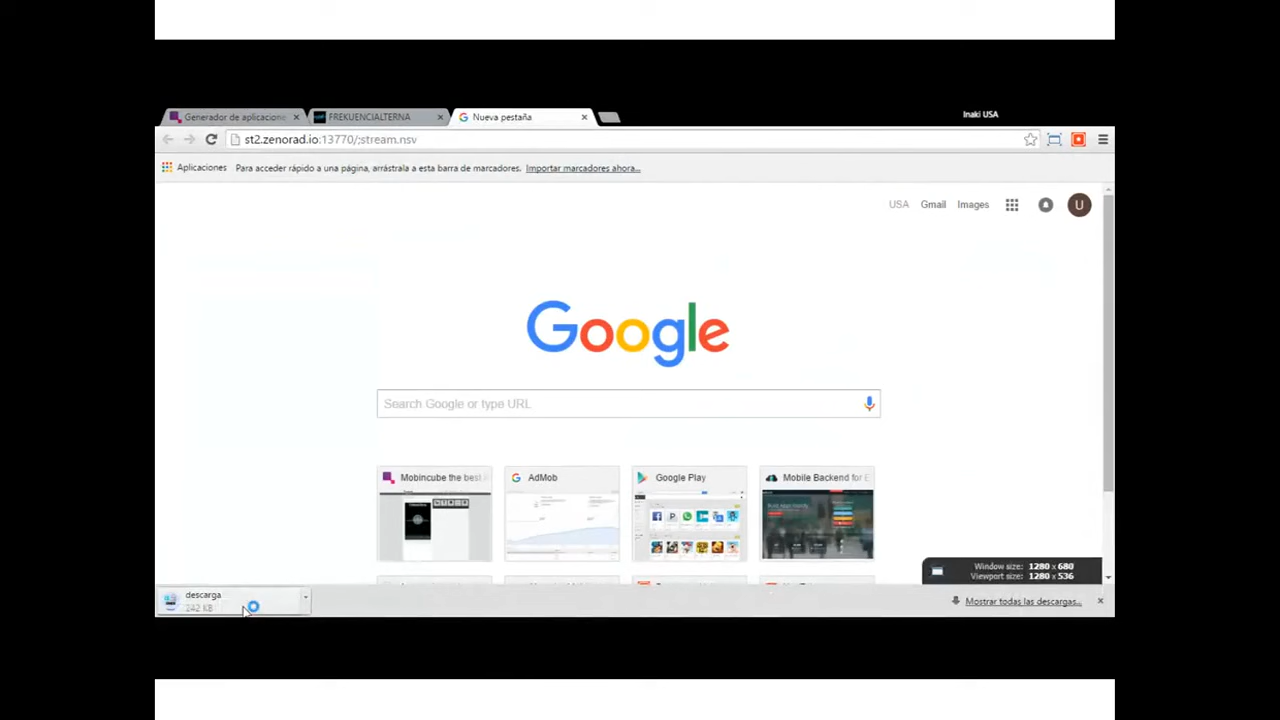 Inaki USA
Generador de aplicacione
FREKUENCIALTERNA
Nueva pestaña
st2.zenorad.io:13770/;stream.nsv
Aplicaciones Para acceder rápido a una página, arrástrala a esta barra de marcadores. Importar marcadores ahora...
USA Gmail Images U
Google
Search Google or type URL
Mobincube the best
AdMob
Google Play
Mobile Backend for E
Window size: 1280 x 680
Viewport size: 1280 x 536
descarga
242 KB
Mostrar todas las descargas...